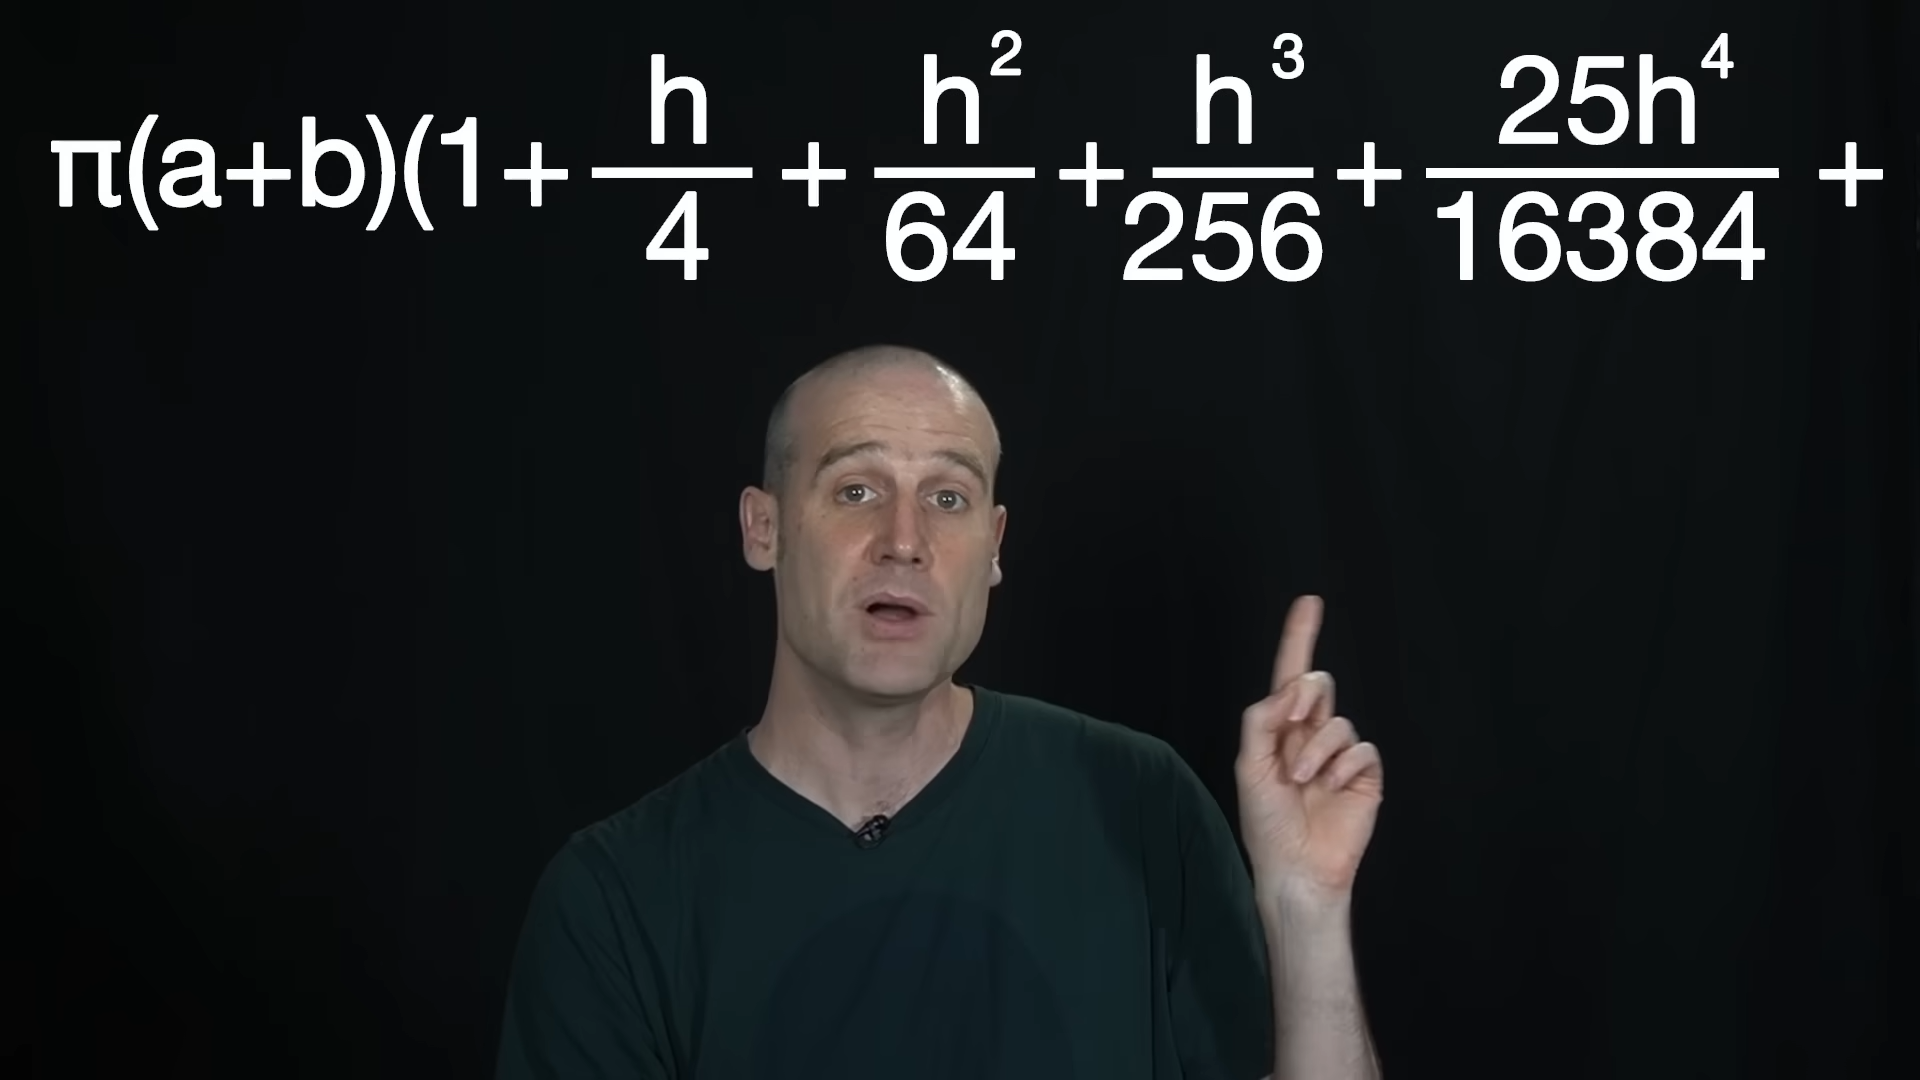 π(a+b)(1+ h/4 + h²/64 + h³/256 + 25h⁴/16384 +